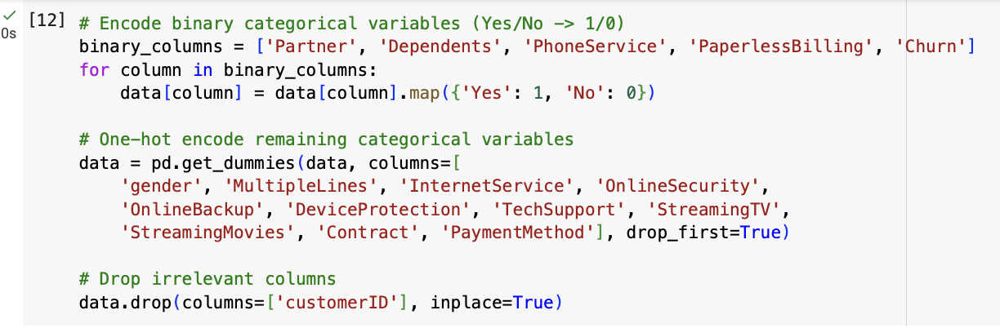 [12] # Encode binary categorical variables (Yes/No -> 1/0)
0s
binary_columns = ['Partner', 'Dependents', 'PhoneService', 'PaperlessBilling', 'Churn']
for column in binary_columns:
    data[column] = data[column].map({'Yes': 1, 'No': 0})
# One-hot encode remaining categorical variables
data = pd.get_dummies(data, columns=[
    'gender', 'MultipleLines', 'InternetService', 'OnlineSecurity',
    'OnlineBackup', 'DeviceProtection', 'TechSupport', 'StreamingTV',
    'StreamingMovies', 'Contract', 'PaymentMethod'], drop_first=True)
# Drop irrelevant columns
data.drop(columns=['customerID'], inplace=True)